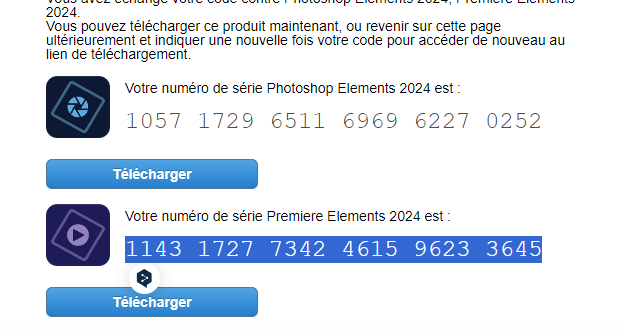 Vous avez échangé votre code contre Photoshop Elements 2024, Premiere Elements
2024.
Vous pouvez télécharger ce produit maintenant, ou revenir sur cette page
ultérieurement et indiquer une nouvelle fois votre code pour accéder de nouveau au
lien de téléchargement.
Votre numéro de série Photoshop Elements 2024 est :
1057 1729 6511 6969 6227 0252
Télécharger
Votre numéro de série Premiere Elements 2024 est :
1143 1727 7342 4615 9623 3645
Télécharger